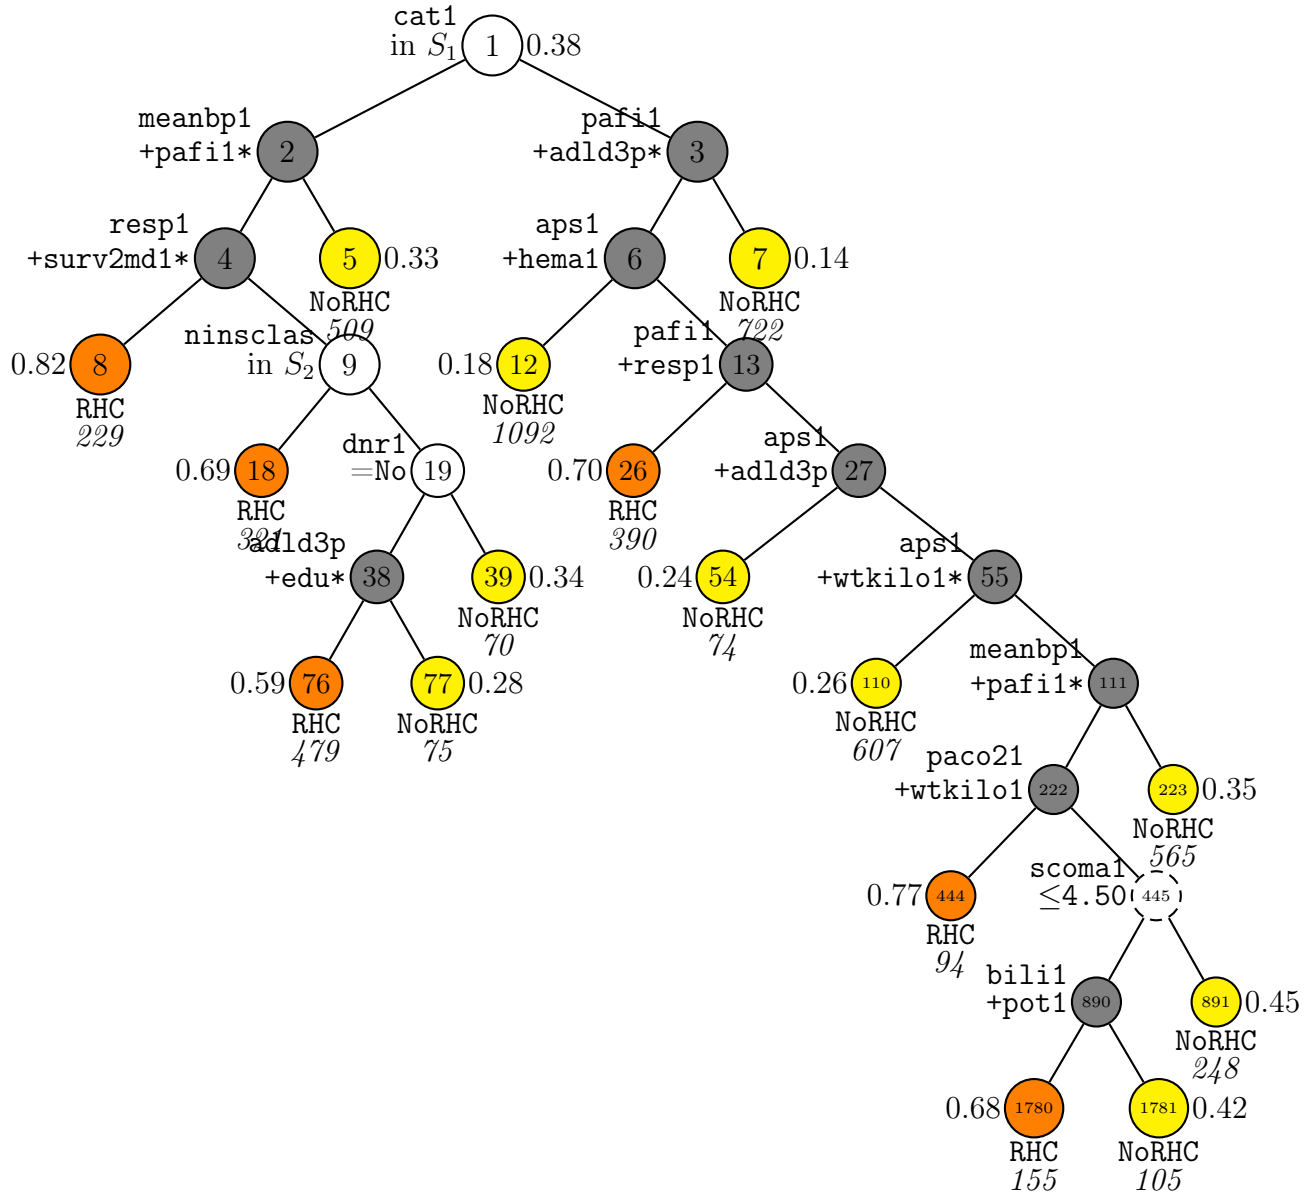 cat1
in S1 1 0.38
meanbp1 pafi1
+pafi1* 2 +adld3p* 3
resp1 aps1
+surv2md1* 4 5 0.33 +hema1 6 7 0.14
NoRHC NoRHC
509 722
ninsclas pafi1
0.82 8 in S2 9 0.18 12 +resp1 13
RHC NoRHC
229 1092
dnr1 aps1
0.69 18 =No 19 0.70 26 +adld3p 27
RHC RHC
321 390
adld3p aps1
+edu* 38 39 0.34 0.24 54 +wtkilo1* 55
NoRHC NoRHC
70 74
meanbp1
0.59 76 77 0.28 0.26 110 +pafi1* 111
RHC NoRHC NoRHC
479 75 607
paco21
+wtkilo1 222 223 0.35
NoRHC
565
scoma1
0.77 444 ≤4.50 445
RHC
94
bili1
+pot1 890 891 0.45
NoRHC
248
0.68 1780 1781 0.42
RHC NoRHC
155 105